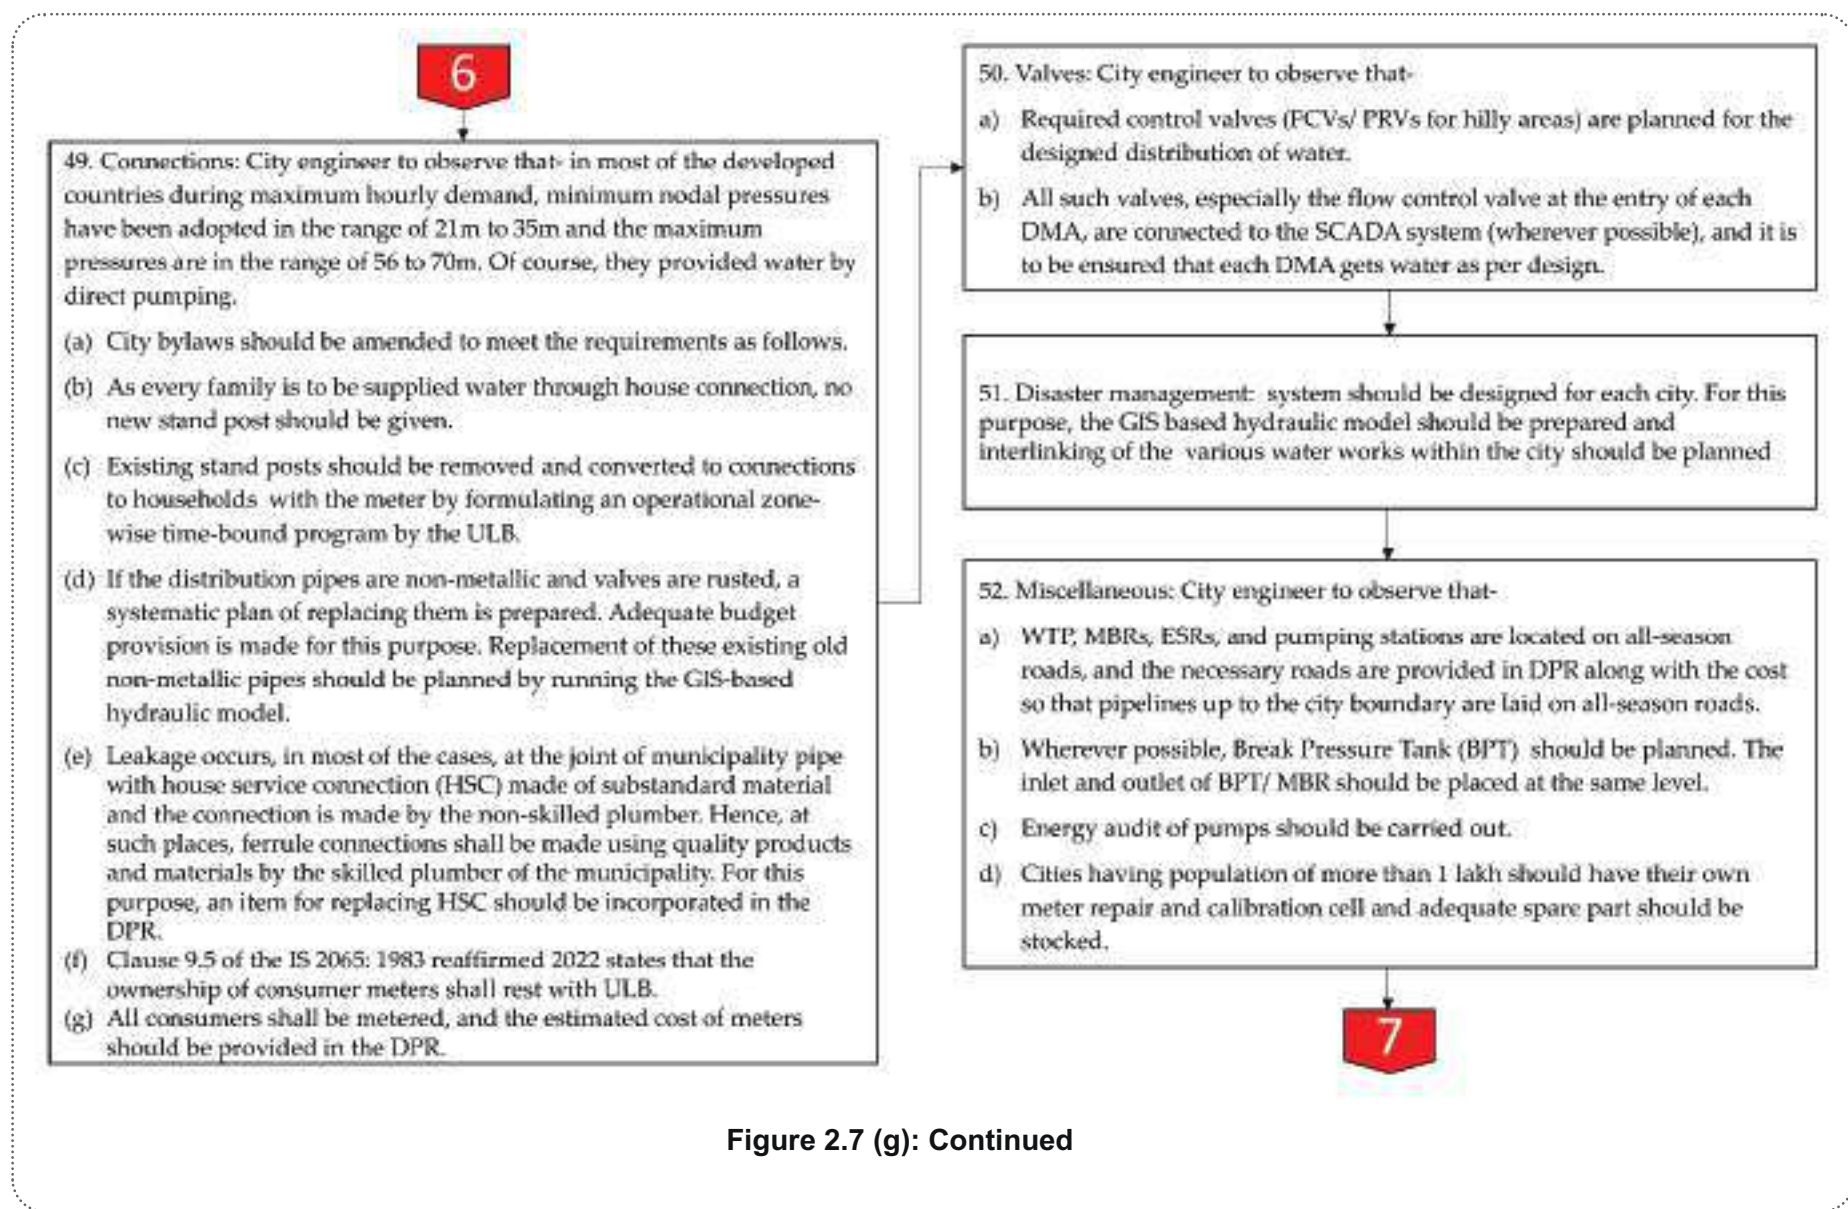 6
49. Connections: City engineer to observe that- in most of the developed
countries during maximum hourly demand, minimum nodal pressures
have been adopted in the range of 21m to 35m and the maximum
pressures are in the range of 56 to 70m. Of course, they provided water by
direct pumping.
(a) City bylaws should be amended to meet the requirements as follows.
(b) As every family is to be supplied water through house connection, no
new stand post should be given.
(c) Existing stand posts should be removed and converted to connections
to households with the meter by formulating an operational zone-
wise time-bound program by the ULB.
(d) If the distribution pipes are non-metallic and valves are rusted, a
systematic plan of replacing them is prepared. Adequate budget
provision is made for this purpose. Replacement of these existing old
non-metallic pipes should be planned by running the GIS-based
hydraulic model.
(e) Leakage occurs, in most of the cases, at the joint of municipality pipe
with house service connection (HSC) made of substandard material
and the connection is made by the non-skilled plumber. Hence, at
such places, ferrule connections shall be made using quality products
and materials by the skilled plumber of the municipality. For this
purpose, an item for replacing HSC should be incorporated in the
DPR.
(f) Clause 9.5 of the IS 2065: 1983 reaffirmed 2022 states that the
ownership of consumer meters shall rest with ULB.
(g) All consumers shall be metered, and the estimated cost of meters
should be provided in the DPR.
50. Valves: City engineer to observe that-
a) Required control valves (FCVs/ PRVs for hilly areas) are planned for the
designed distribution of water.
b) All such valves, especially the flow control valve at the entry of each
DMA, are connected to the SCADA system (wherever possible), and it is
to be ensured that each DMA gets water as per design.
51. Disaster management: system should be designed for each city. For this
purpose, the GIS based hydraulic model should be prepared and
interlinking of the various water works within the city should be planned
52. Miscellaneous: City engineer to observe that-
a) WTP, MBRs, ESRs, and pumping stations are located on all-season
roads, and the necessary roads are provided in DPR along with the cost
so that pipelines up to the city boundary are laid on all-season roads.
b) Wherever possible, Break Pressure Tank (BPT) should be planned. The
inlet and outlet of BPT/ MBR should be placed at the same level.
c) Energy audit of pumps should be carried out.
d) Cities having population of more than 1 lakh should have their own
meter repair and calibration cell and adequate spare part should be
stocked.
7
Figure 2.7 (g): Continued